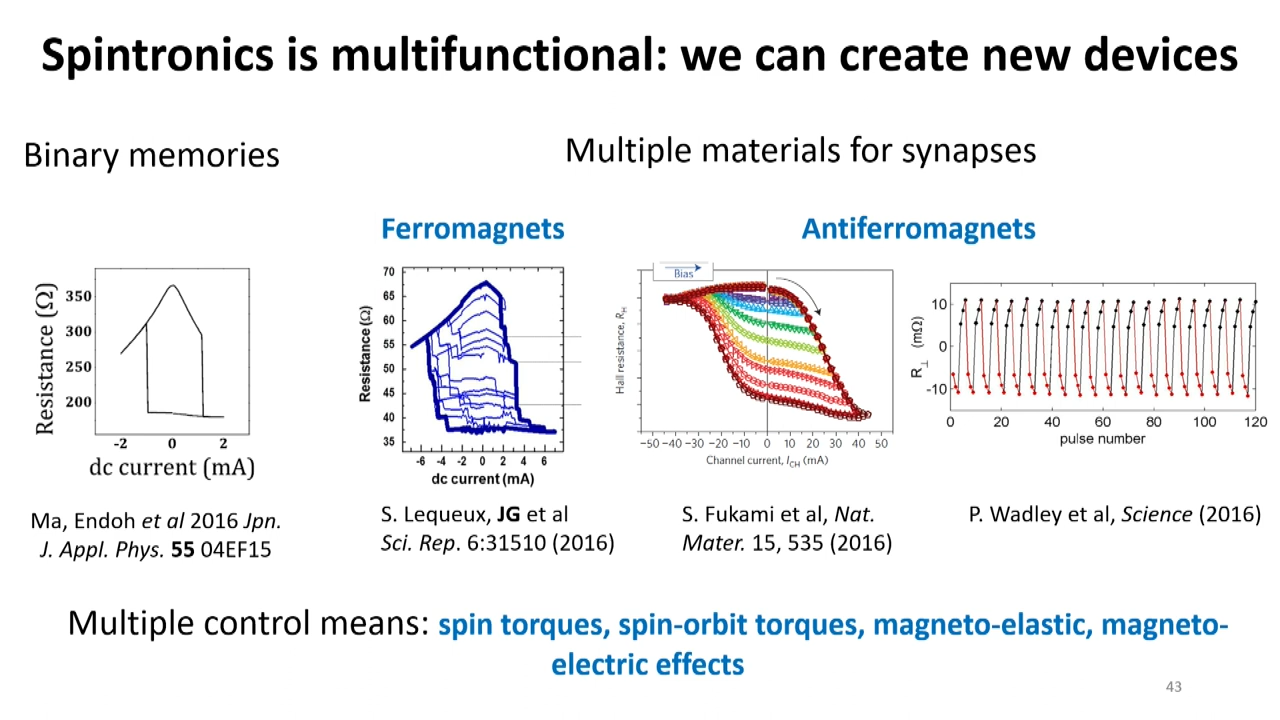 Spintronics is multifunctional: we can create new devices
Binary memories
Multiple materials for synapses
Ferromagnets
Antiferromagnets
Resistance (Ω)
350
300
250
200
-2 0 2
dc current (mA)
Resistance (Ω)
70
65
60
55
50
45
40
35
-6 -4 -2 0 2 4 6
dc current (mA)
Bias
Hall resistance, R_H
−50 −40 −30 −20 −10 0 10 20 30 40 50
Channel current, I_CH (mA)
R_⊥ (mΩ)
10
0
-10
0 20 40 60 80 100 120
pulse number
Ma, Endoh et al 2016 Jpn.
J. Appl. Phys. 55 04EF15
S. Lequeux, JG et al
Sci. Rep. 6:31510 (2016)
S. Fukami et al, Nat.
Mater. 15, 535 (2016)
P. Wadley et al, Science (2016)
Multiple control means: spin torques, spin-orbit torques, magneto-elastic, magneto-
electric effects
43